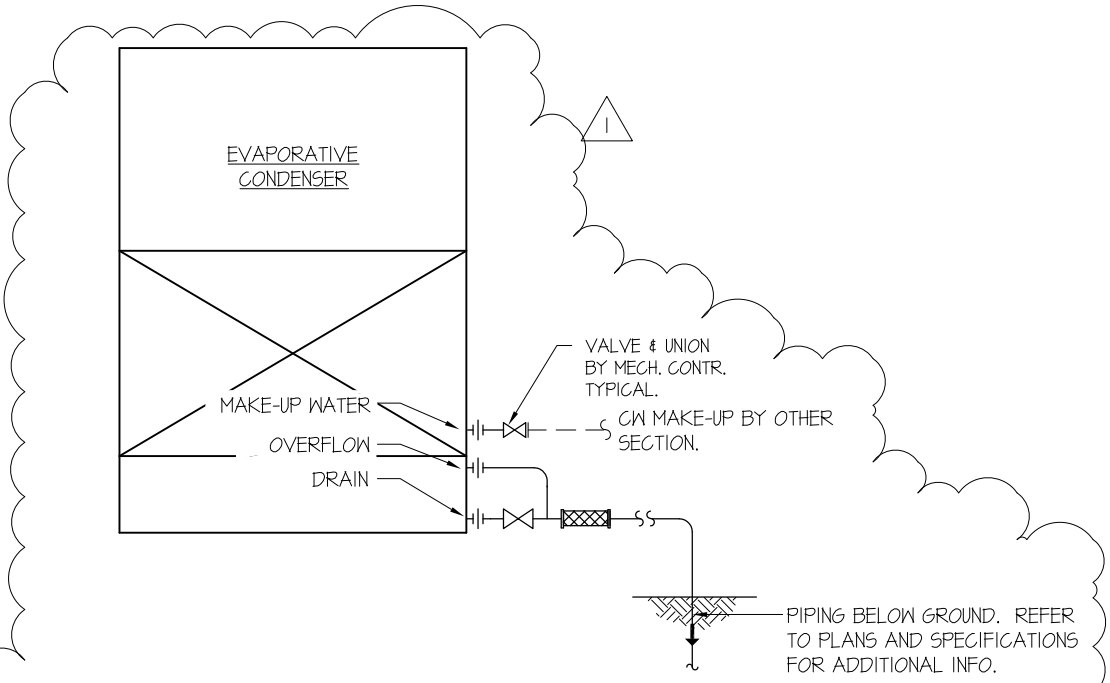 EVAPORATIVE
CONDENSER
1
VALVE & UNION
BY MECH. CONTR.
TYPICAL.
MAKE-UP WATER
CW MAKE-UP BY OTHER
SECTION.
OVERFLOW
DRAIN
PIPING BELOW GROUND. REFER
TO PLANS AND SPECIFICATIONS
FOR ADDITIONAL INFO.